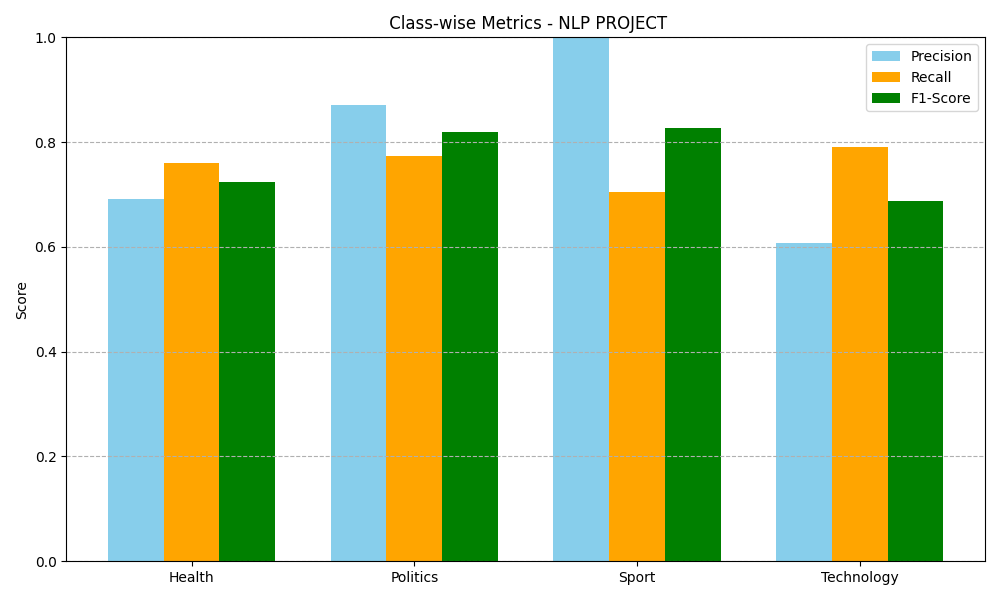 Class-wise Metrics - NLP PROJECT
Precision
Recall
F1-Score
Score
1.0
0.8
0.6
0.4
0.2
0.0
Health
Politics
Sport
Technology